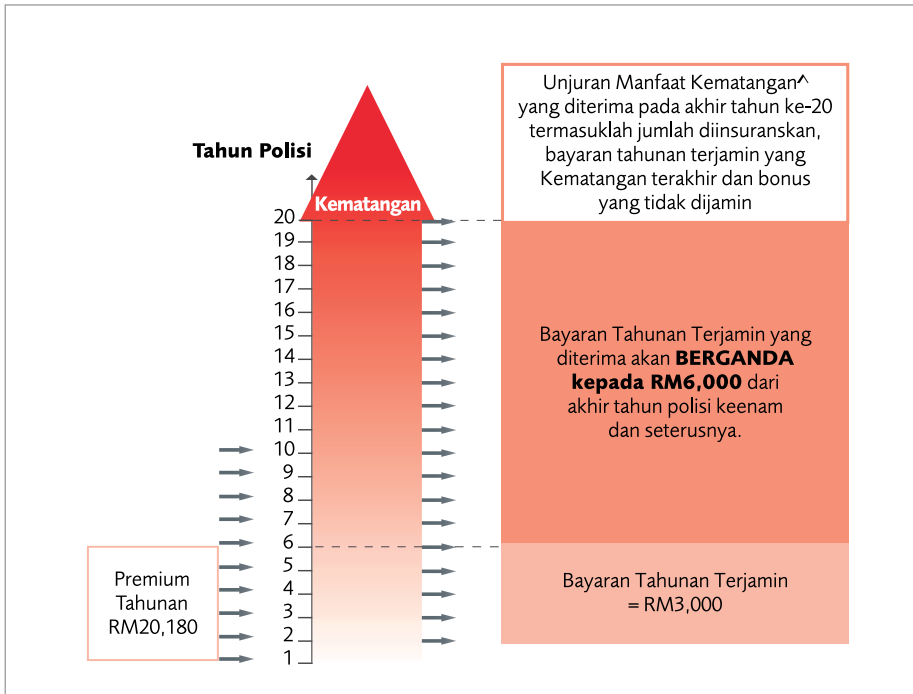 Unjuran Manfaat Kematangan^
yang diterima pada akhir tahun ke-20
termasuklah jumlah diinsuranskan,
bayaran tahunan terjamin yang
Kematangan terakhir dan bonus
yang tidak dijamin
Tahun Polisi
Kematangan
20
19
18
17
16
15
14
13
12
11
10
9
8
7
6
5
4
3
2
1
Bayaran Tahunan Terjamin yang
diterima akan BERGANDA
kepada RM6,000 dari
akhir tahun polisi keenam
dan seterusnya.
Premium
Tahunan
RM20,180
Bayaran Tahunan Terjamin
= RM3,000